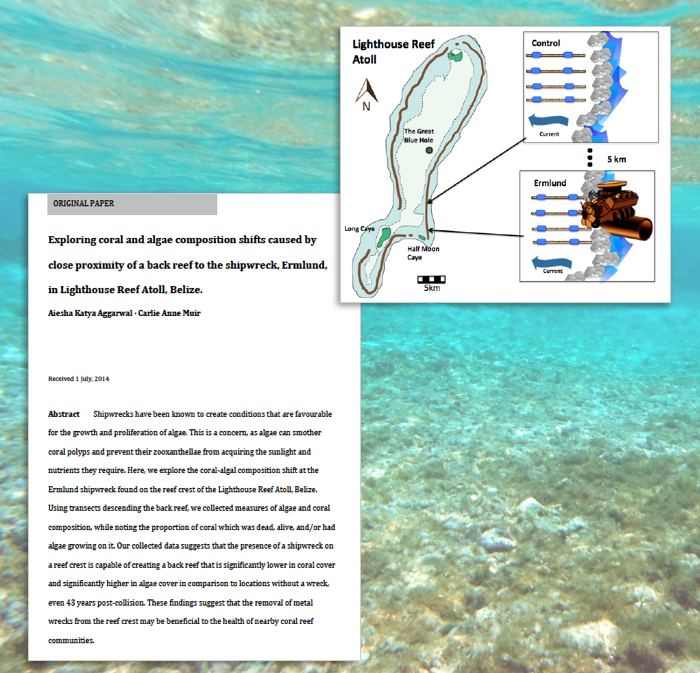 Lighthouse Reef
Atoll
N
The Great
Blue Hole
Long Caye
Half Moon
Caye
5km
Control
Current
5 km
Ermlund
Current
ORIGINAL PAPER
Exploring coral and algae composition shifts caused by
close proximity of a back reef to the shipwreck, Ermlund,
in Lighthouse Reef Atoll, Belize.
Aiesha Katya Aggarwal · Carlie Anne Muir
Received 1 July, 2014
Abstract Shipwrecks have been known to create conditions that are favourable
for the growth and proliferation of algae. This is a concern, as algae can smother
coral polyps and prevent their zooxanthellae from acquiring the sunlight and
nutrients they require. Here, we explore the coral-algal composition shift at the
Ermlund shipwreck found on the reef crest of the Lighthouse Reef Atoll, Belize.
Using transects descending the back reef, we collected measures of algae and coral
composition, while noting the proportion of coral which was dead, alive, and/or had
algae growing on it. Our collected data suggests that the presence of a shipwreck on
a reef crest is capable of creating a back reef that is significantly lower in coral cover
and significantly higher in algae cover in comparison to locations without a wreck,
even 43 years post-collision. These findings suggest that the removal of metal
wrecks from the reef crest may be beneficial to the health of nearby coral reef
communities.